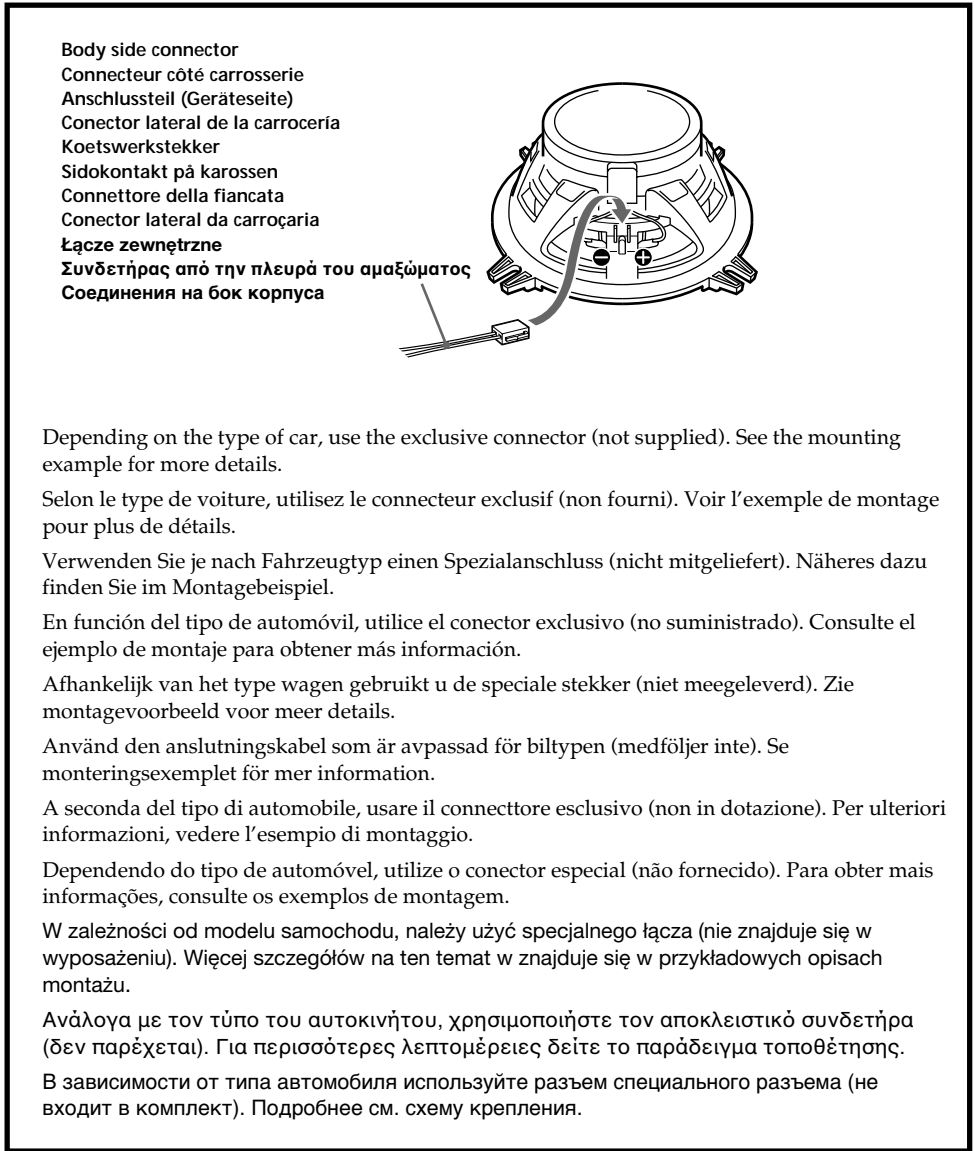 Body side connector
Connecteur côté carrosserie
Anschlussteil (Geräteseite)
Conector lateral de la carrocería
Koetswerkstekker
Sidokontakt på karossen
Connettore della fiancata
Conector lateral da carroçaria
Łącze zewnętrzne
Συνδετήρας από την πλευρά του αμαξώματος
Соединения на бок корпуса
Depending on the type of car, use the exclusive connector (not supplied). See the mounting
example for more details.
Selon le type de voiture, utilisez le connecteur exclusif (non fourni). Voir l’exemple de montage
pour plus de détails.
Verwenden Sie je nach Fahrzeugtyp einen Spezialanschluss (nicht mitgeliefert). Näheres dazu
finden Sie im Montagebeispiel.
En función del tipo de automóvil, utilice el conector exclusivo (no suministrado). Consulte el
ejemplo de montaje para obtener más información.
Afhankelijk van het type wagen gebruikt u de speciale stekker (niet meegeleverd). Zie
montagevoorbeeld voor meer details.
Använd den anslutningskabel som är avpassad för biltypen (medföljer inte). Se
monteringsexemplet för mer information.
A seconda del tipo di automobile, usare il connecttore esclusivo (non in dotazione). Per ulteriori
informazioni, vedere l’esempio di montaggio.
Dependendo do tipo de automóvel, utilize o conector especial (não fornecido). Para obter mais
informações, consulte os exemplos de montagem.
W zależności od modelu samochodu, należy użyć specjalnego łącza (nie znajduje się w
wyposażeniu). Więcej szczegółów na ten temat w znajduje się w przykładowych opisach
montażu.
Ανάλογα με τον τύπο του αυτοκινήτου, χρησιμοποιήστε τον αποκλειστικό συνδετήρα
(δεν παρέχεται). Για περισσότερες λεπτομέρειες δείτε το παράδειγμα τοποθέτησης.
В зависимости от типа автомобиля используйте разъем специального разъема (не
входит в комплект). Подробнее см. схему крепления.